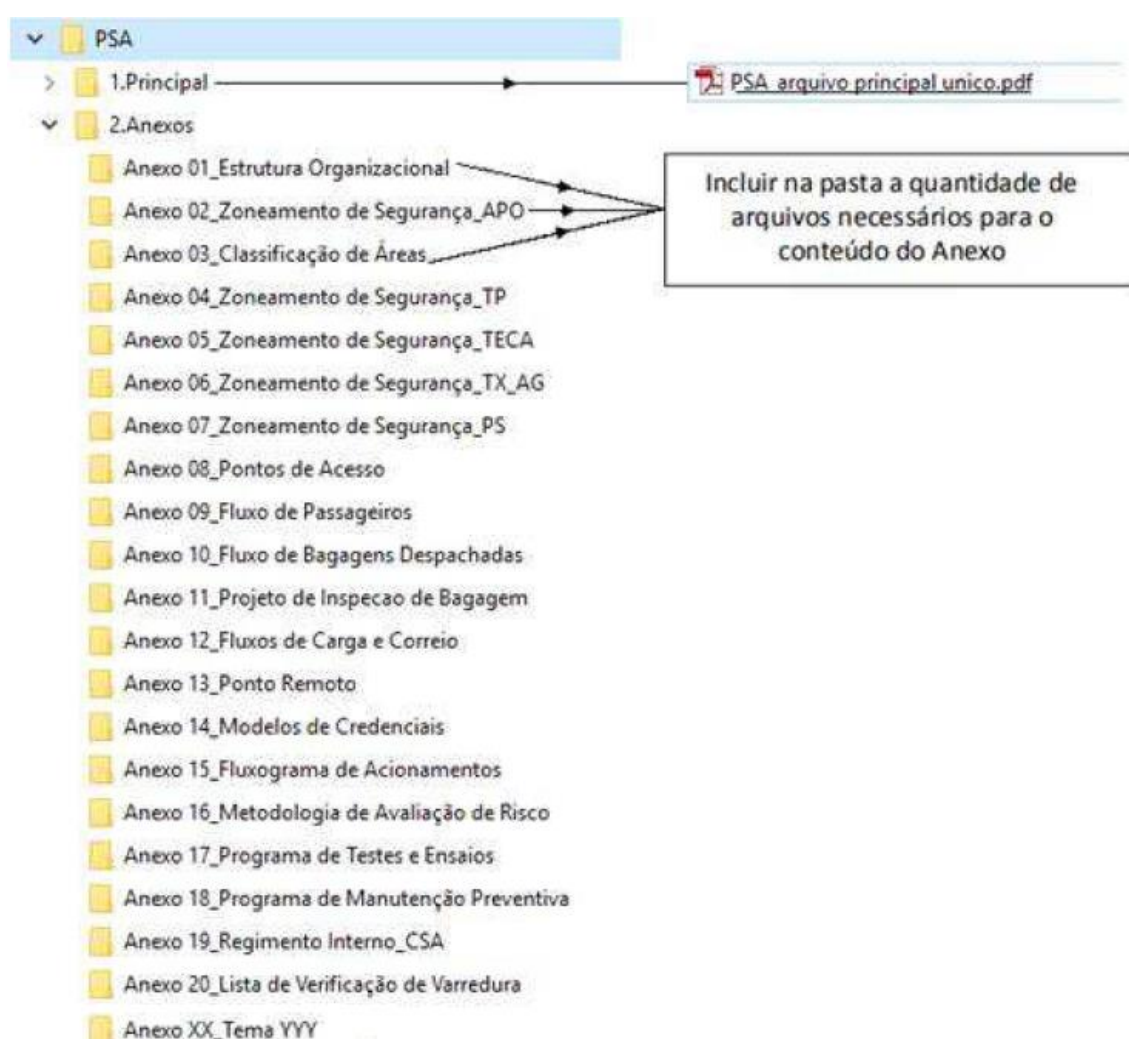 PSA
1.Principal
PSA_arquivo principal unico.pdf
2.Anexos
Anexo 01_Estrutura Organizacional
Incluir na pasta a quantidade de
arquivos necessários para o
conteúdo do Anexo
Anexo 02_Zoneamento de Segurança_APO
Anexo 03_Classificação de Áreas
Anexo 04_Zoneamento de Segurança_TP
Anexo 05_Zoneamento de Segurança_TECA
Anexo 06_Zoneamento de Segurança_TX_AG
Anexo 07_Zoneamento de Segurança_PS
Anexo 08_Pontos de Acesso
Anexo 09_Fluxo de Passageiros
Anexo 10_Fluxo de Bagagens Despachadas
Anexo 11_Projeto de Inspecao de Bagagem
Anexo 12_Fluxos de Carga e Correio
Anexo 13_Ponto Remoto
Anexo 14_Modelos de Credenciais
Anexo 15_Fluxograma de Acionamentos
Anexo 16_Metodologia de Avaliação de Risco
Anexo 17_Programa de Testes e Ensaios
Anexo 18_Programa de Manutenção Preventiva
Anexo 19_Regimento Interno_CSA
Anexo 20_Lista de Verificação de Varredura
Anexo XX_Tema YYY